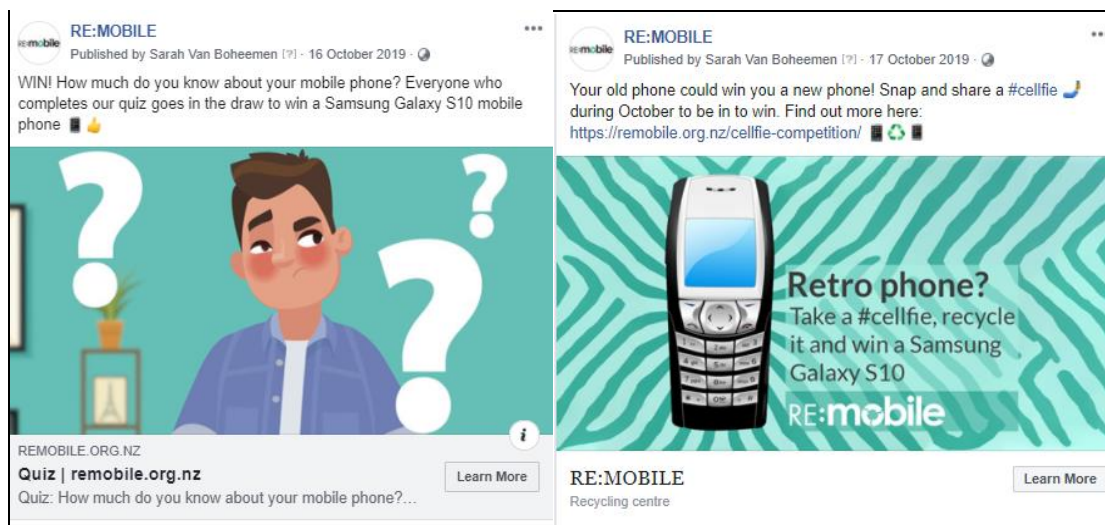 RE:MOBILE
Published by Sarah Van Boheemen [?] · 16 October 2019 ·
WIN! How much do you know about your mobile phone? Everyone who
completes our quiz goes in the draw to win a Samsung Galaxy S10 mobile
phone 📱👍
? ? ?
REMOBILE.ORG.NZ
Quiz | remobile.org.nz
Quiz: How much do you know about your mobile phone?...
Learn More
RE:MOBILE
Published by Sarah Van Boheemen [?] · 17 October 2019 ·
Your old phone could win you a new phone! Snap and share a #cellfie 🤳
during October to be in to win. Find out more here:
https://remobile.org.nz/cellfie-competition/ 📱♻️📱
Retro phone?
Take a #cellfie, recycle
it and win a Samsung
Galaxy S10
RE:mobile
RE:MOBILE
Recycling centre
Learn More